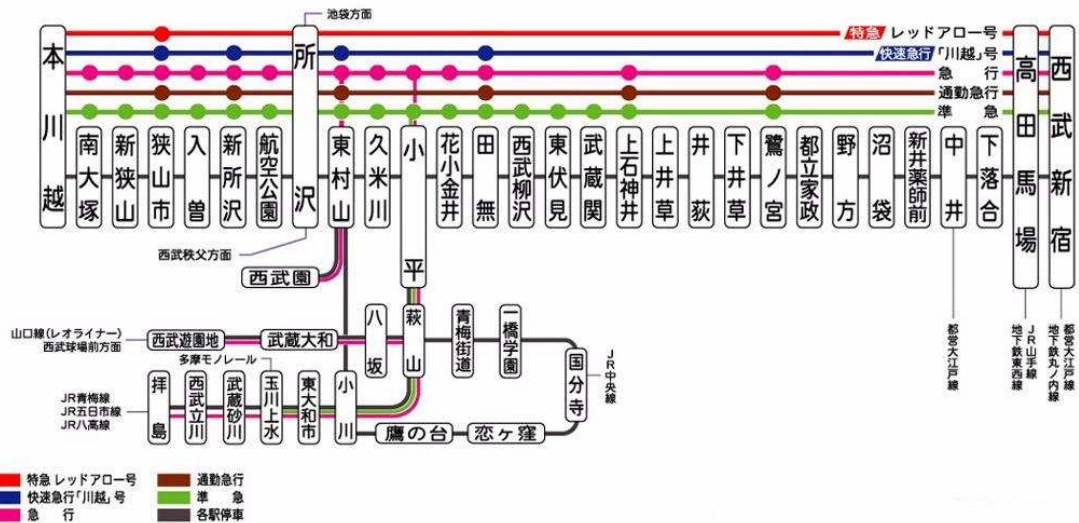 池袋方面
特急 レッドアロー号
快速急行「川越」号
急行
通勤急行
準急
本川越
南大塚
新狭山
狭山市
入曽
新所沢
航空公園
所沢
東村山
久米川
小平
花小金井
田無
西武柳沢
東伏見
武蔵関
上石神井
上井草
井荻
下井草
鷺ノ宮
都立家政
野方
沼袋
新井薬師前
中井
下落合
高田馬場
西武新宿
西武秩父方面
西武園
山口線(レオライナー)
西武球場前方面
西武遊園地
武蔵大和
八坂
萩山
青梅街道
一橋学園
国分寺
JR中央線
都営大江戸線
JR山手線
地下鉄東西線
都営大江戸線
地下鉄丸ノ内線
多摩モノレール
JR青梅線
JR五日市線
JR八高線
拝島
西武立川
武蔵砂川
玉川上水
東大和市
小川
鷹の台
恋ヶ窪
特急 レッドアロー号
快速急行「川越」号
急行
通勤急行
準急
各駅停車